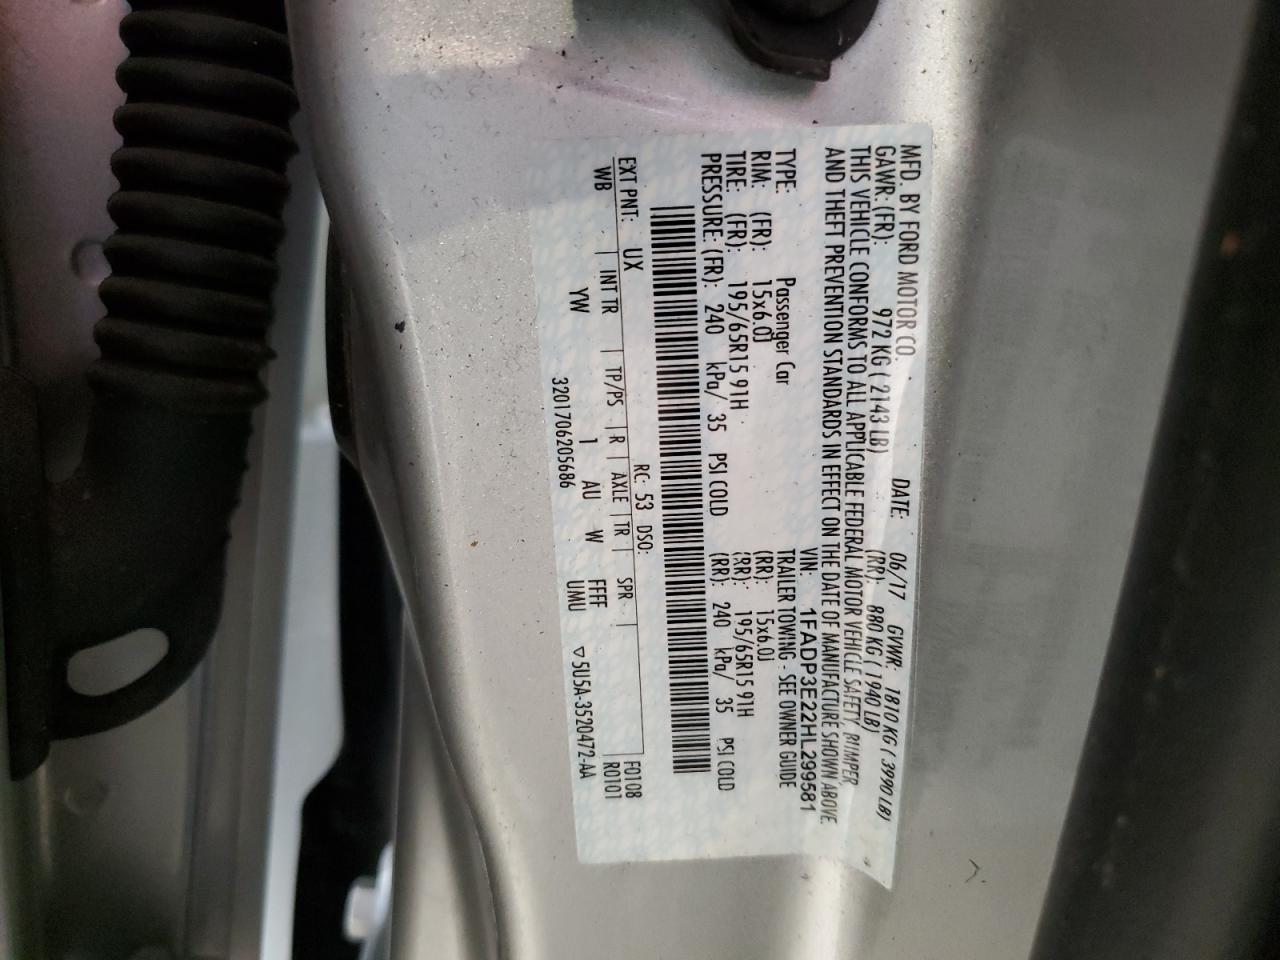 MFD. BY FORD MOTOR CO.
DATE: 06/17 GVWR: 1810 KG ( 3990 LB)
GAWR: (FR): 972 KG ( 2143 LB) (RR): 880 KG ( 1940 LB)
THIS VEHICLE CONFORMS TO ALL APPLICABLE FEDERAL MOTOR VEHICLE SAFETY, BUMPER,
AND THEFT PREVENTION STANDARDS IN EFFECT ON THE DATE OF MANUFACTURE SHOWN ABOVE.
VIN: 1FADP3E22HL299581
TYPE: Passenger Car TRAILER TOWING - SEE OWNER GUIDE
RIM: (FR): 15x6.0J (RR): 15x6.0J
TIRE: (FR): 195/65R15 91H (RR): 195/65R15 91H
PRESSURE: (FR): 240 kPa/ 35 PSI COLD (RR): 240 kPa/ 35 PSI COLD
EXT PNT: UX RC: 53 DSO: F0108
WB | INT TR | TP/PS | R | AXLE | TR | SPR | R0101
YW 1 AU W FFFF
UMU
3201706205686 ▽5U5A-3520472-AA